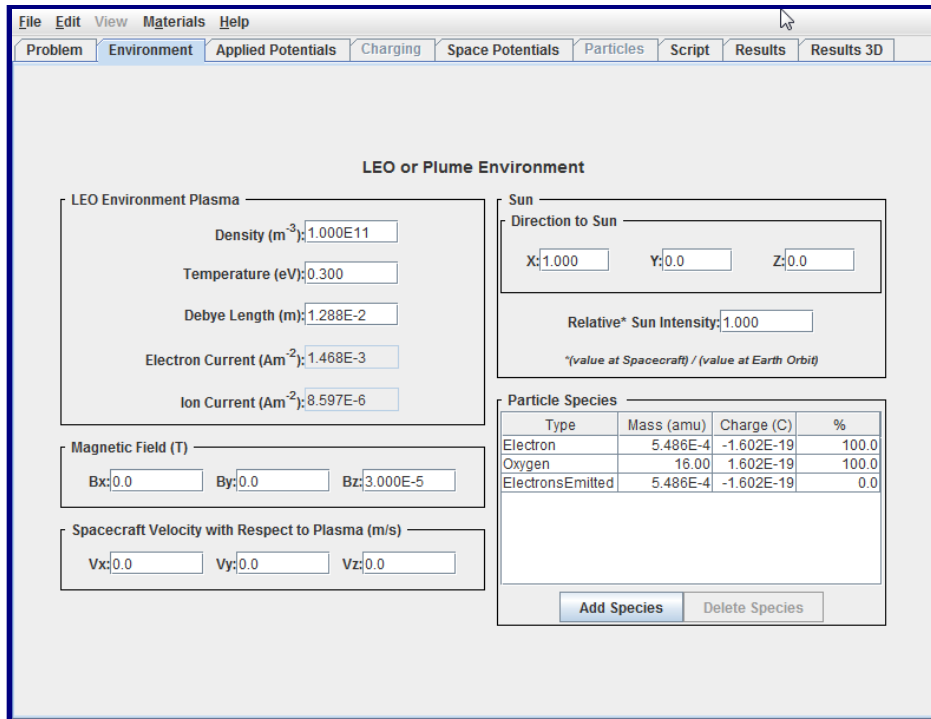 File Edit View Materials Help
Problem Environment Applied Potentials Charging Space Potentials Particles Script Results Results 3D
LEO or Plume Environment
LEO Environment Plasma
Density (m-3): 1.000E11
Temperature (eV): 0.300
Debye Length (m): 1.288E-2
Electron Current (Am-2): 1.468E-3
Ion Current (Am-2): 8.597E-6
Magnetic Field (T)
Bx: 0.0 By: 0.0 Bz: 3.000E-5
Spacecraft Velocity with Respect to Plasma (m/s)
Vx: 0.0 Vy: 0.0 Vz: 0.0
Sun
Direction to Sun
X: 1.000 Y: 0.0 Z: 0.0
Relative* Sun Intensity: 1.000
*(value at Spacecraft) / (value at Earth Orbit)
Particle Species
Type Mass (amu) Charge (C) %
Electron 5.486E-4 -1.602E-19 100.0
Oxygen 16.00 1.602E-19 100.0
ElectronsEmitted 5.486E-4 -1.602E-19 0.0
Add Species Delete Species